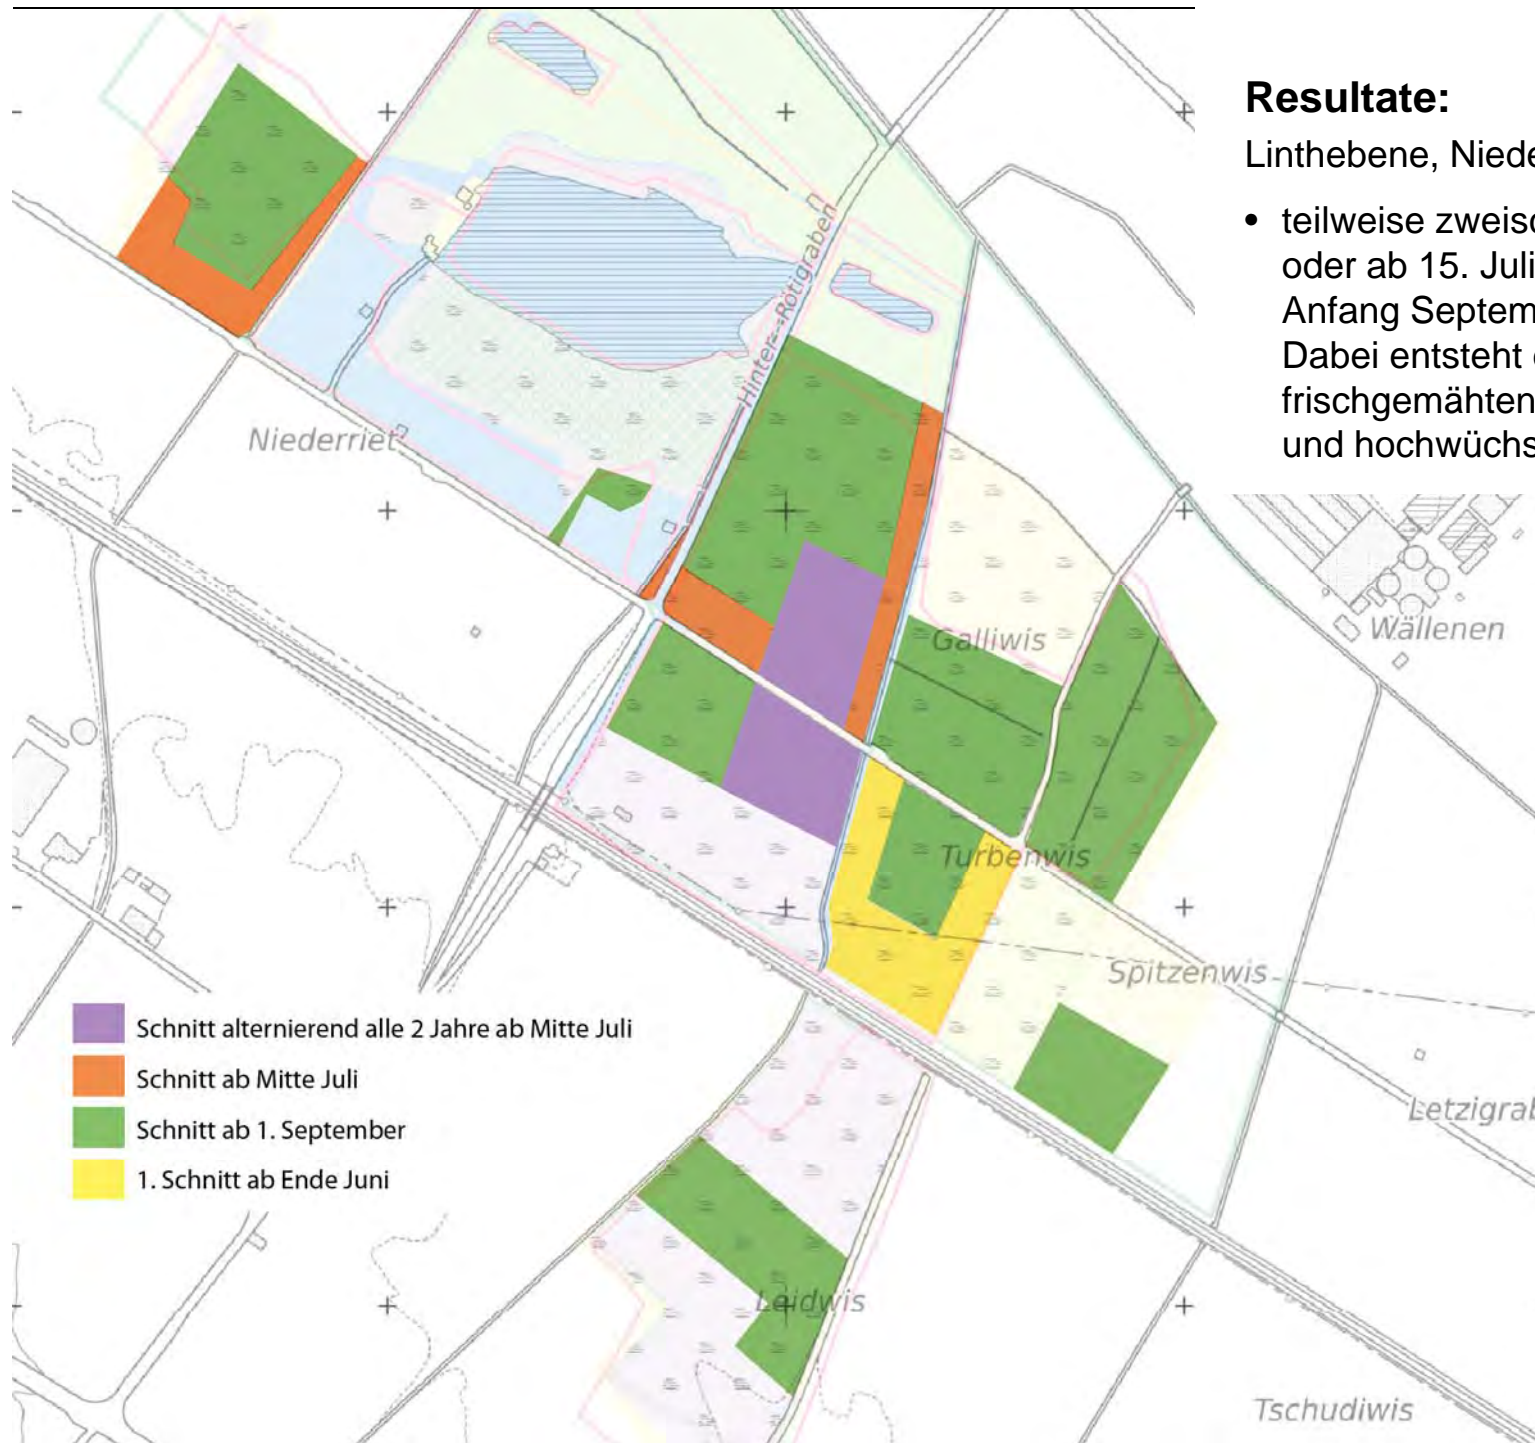 Resultate:
Linthebene, Niede
• teilweise zweisc
oder ab 15. Juli
Anfang Septem
Dabei entsteht
frischgemähten
und hochwüchs
Hinter-Rötigraben
Niederriet
Galliwis
Wällenen
Turbenwis
Spitzenwis
Letzigrab
Leidwis
Tschudiwis
Schnitt alternierend alle 2 Jahre ab Mitte Juli
Schnitt ab Mitte Juli
Schnitt ab 1. September
1. Schnitt ab Ende Juni